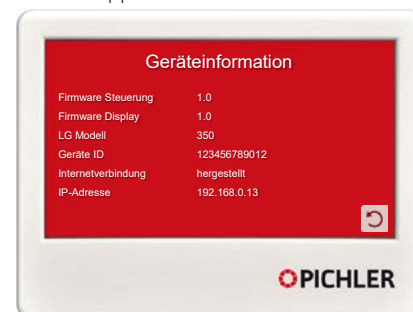 Geräteinformation
Firmware Steuerung 1.0
Firmware Display 1.0
LG Modell 350
Geräte ID 123456789012
Internetverbindung hergestellt
IP-Adresse 192.168.0.13
PICHLER